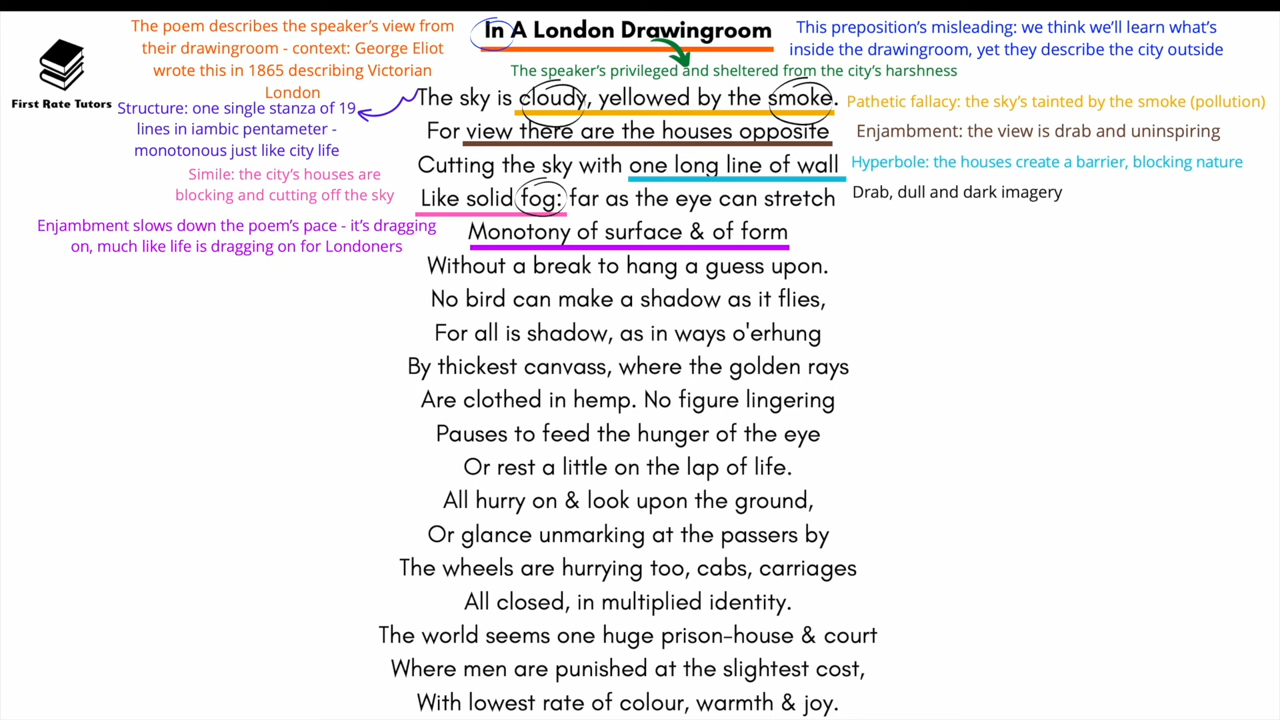 The poem describes the speaker's view from
their drawingroom - context: George Eliot
wrote this in 1865 describing Victorian
London
In A London Drawingroom
This preposition's misleading: we think we'll learn what's
inside the drawingroom, yet they describe the city outside
The speaker's privileged and sheltered from the city's harshness
First Rate Tutors
Structure: one single stanza of 19
lines in iambic pentameter -
monotonous just like city life
The sky is cloudy, yellowed by the smoke.
Pathetic fallacy: the sky's tainted by the smoke (pollution)
For view there are the houses opposite
Enjambment: the view is drab and uninspiring
Cutting the sky with one long line of wall
Hyperbole: the houses create a barrier, blocking nature
Simile: the city's houses are
blocking and cutting off the sky
Like solid fog: far as the eye can stretch
Drab, dull and dark imagery
Enjambment slows down the poem's pace - it's dragging
on, much like life is dragging on for Londoners
Monotony of surface & of form
Without a break to hang a guess upon.
No bird can make a shadow as it flies,
For all is shadow, as in ways o'erhung
By thickest canvass, where the golden rays
Are clothed in hemp. No figure lingering
Pauses to feed the hunger of the eye
Or rest a little on the lap of life.
All hurry on & look upon the ground,
Or glance unmarking at the passers by
The wheels are hurrying too, cabs, carriages
All closed, in multiplied identity.
The world seems one huge prison-house & court
Where men are punished at the slightest cost,
With lowest rate of colour, warmth & joy.